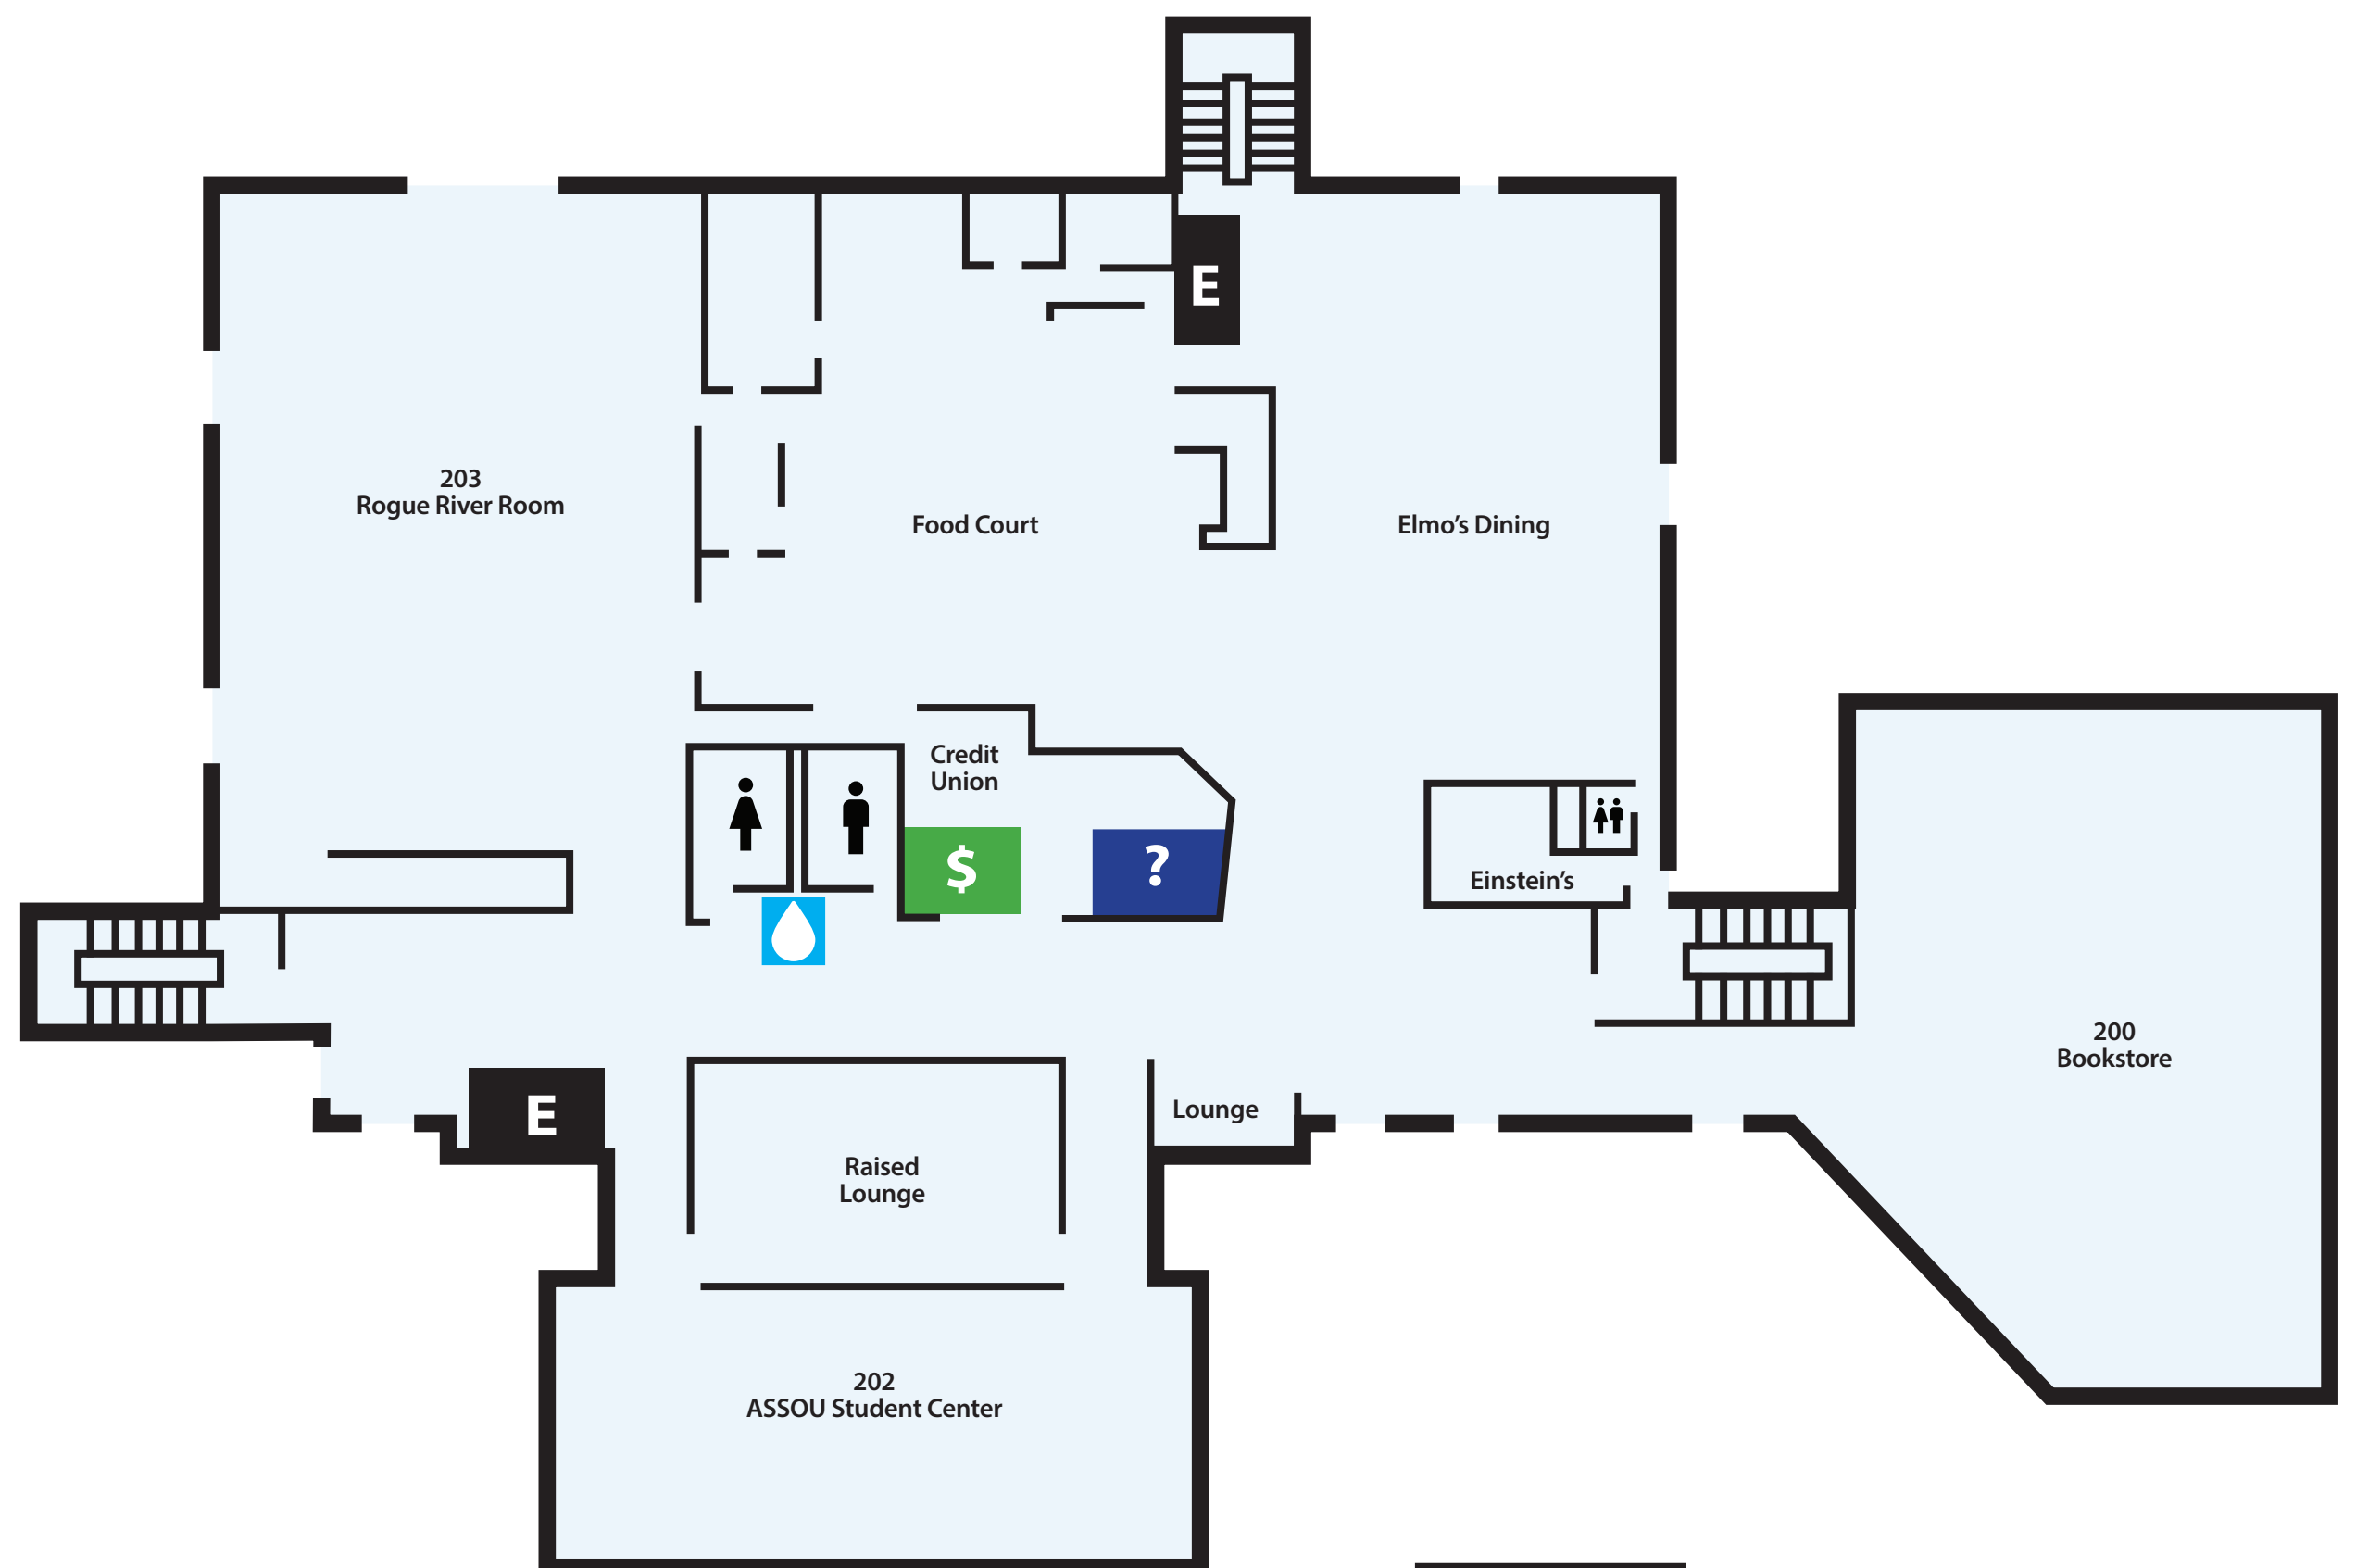 E
203
Rogue River Room
Food Court
Elmo’s Dining
Credit
Union
$
?
Einstein’s
200
Bookstore
E
Lounge
Raised
Lounge
202
ASSOU Student Center